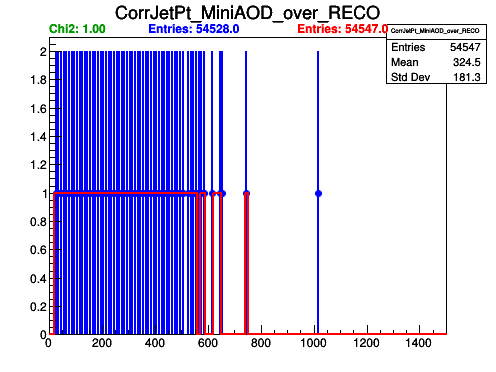 CorrJetPt_MiniAOD_over_RECO
Chi2: 1.00 Entries: 54528.0 Entries: 54547.0
CorrJetPt_MiniAOD_over_RECO
Entries 54547
Mean 324.5
Std Dev 181.3
2
1.8
1.6
1.4
1.2
1
0.8
0.6
0.4
0.2
0
0 200 400 600 800 1000 1200 1400